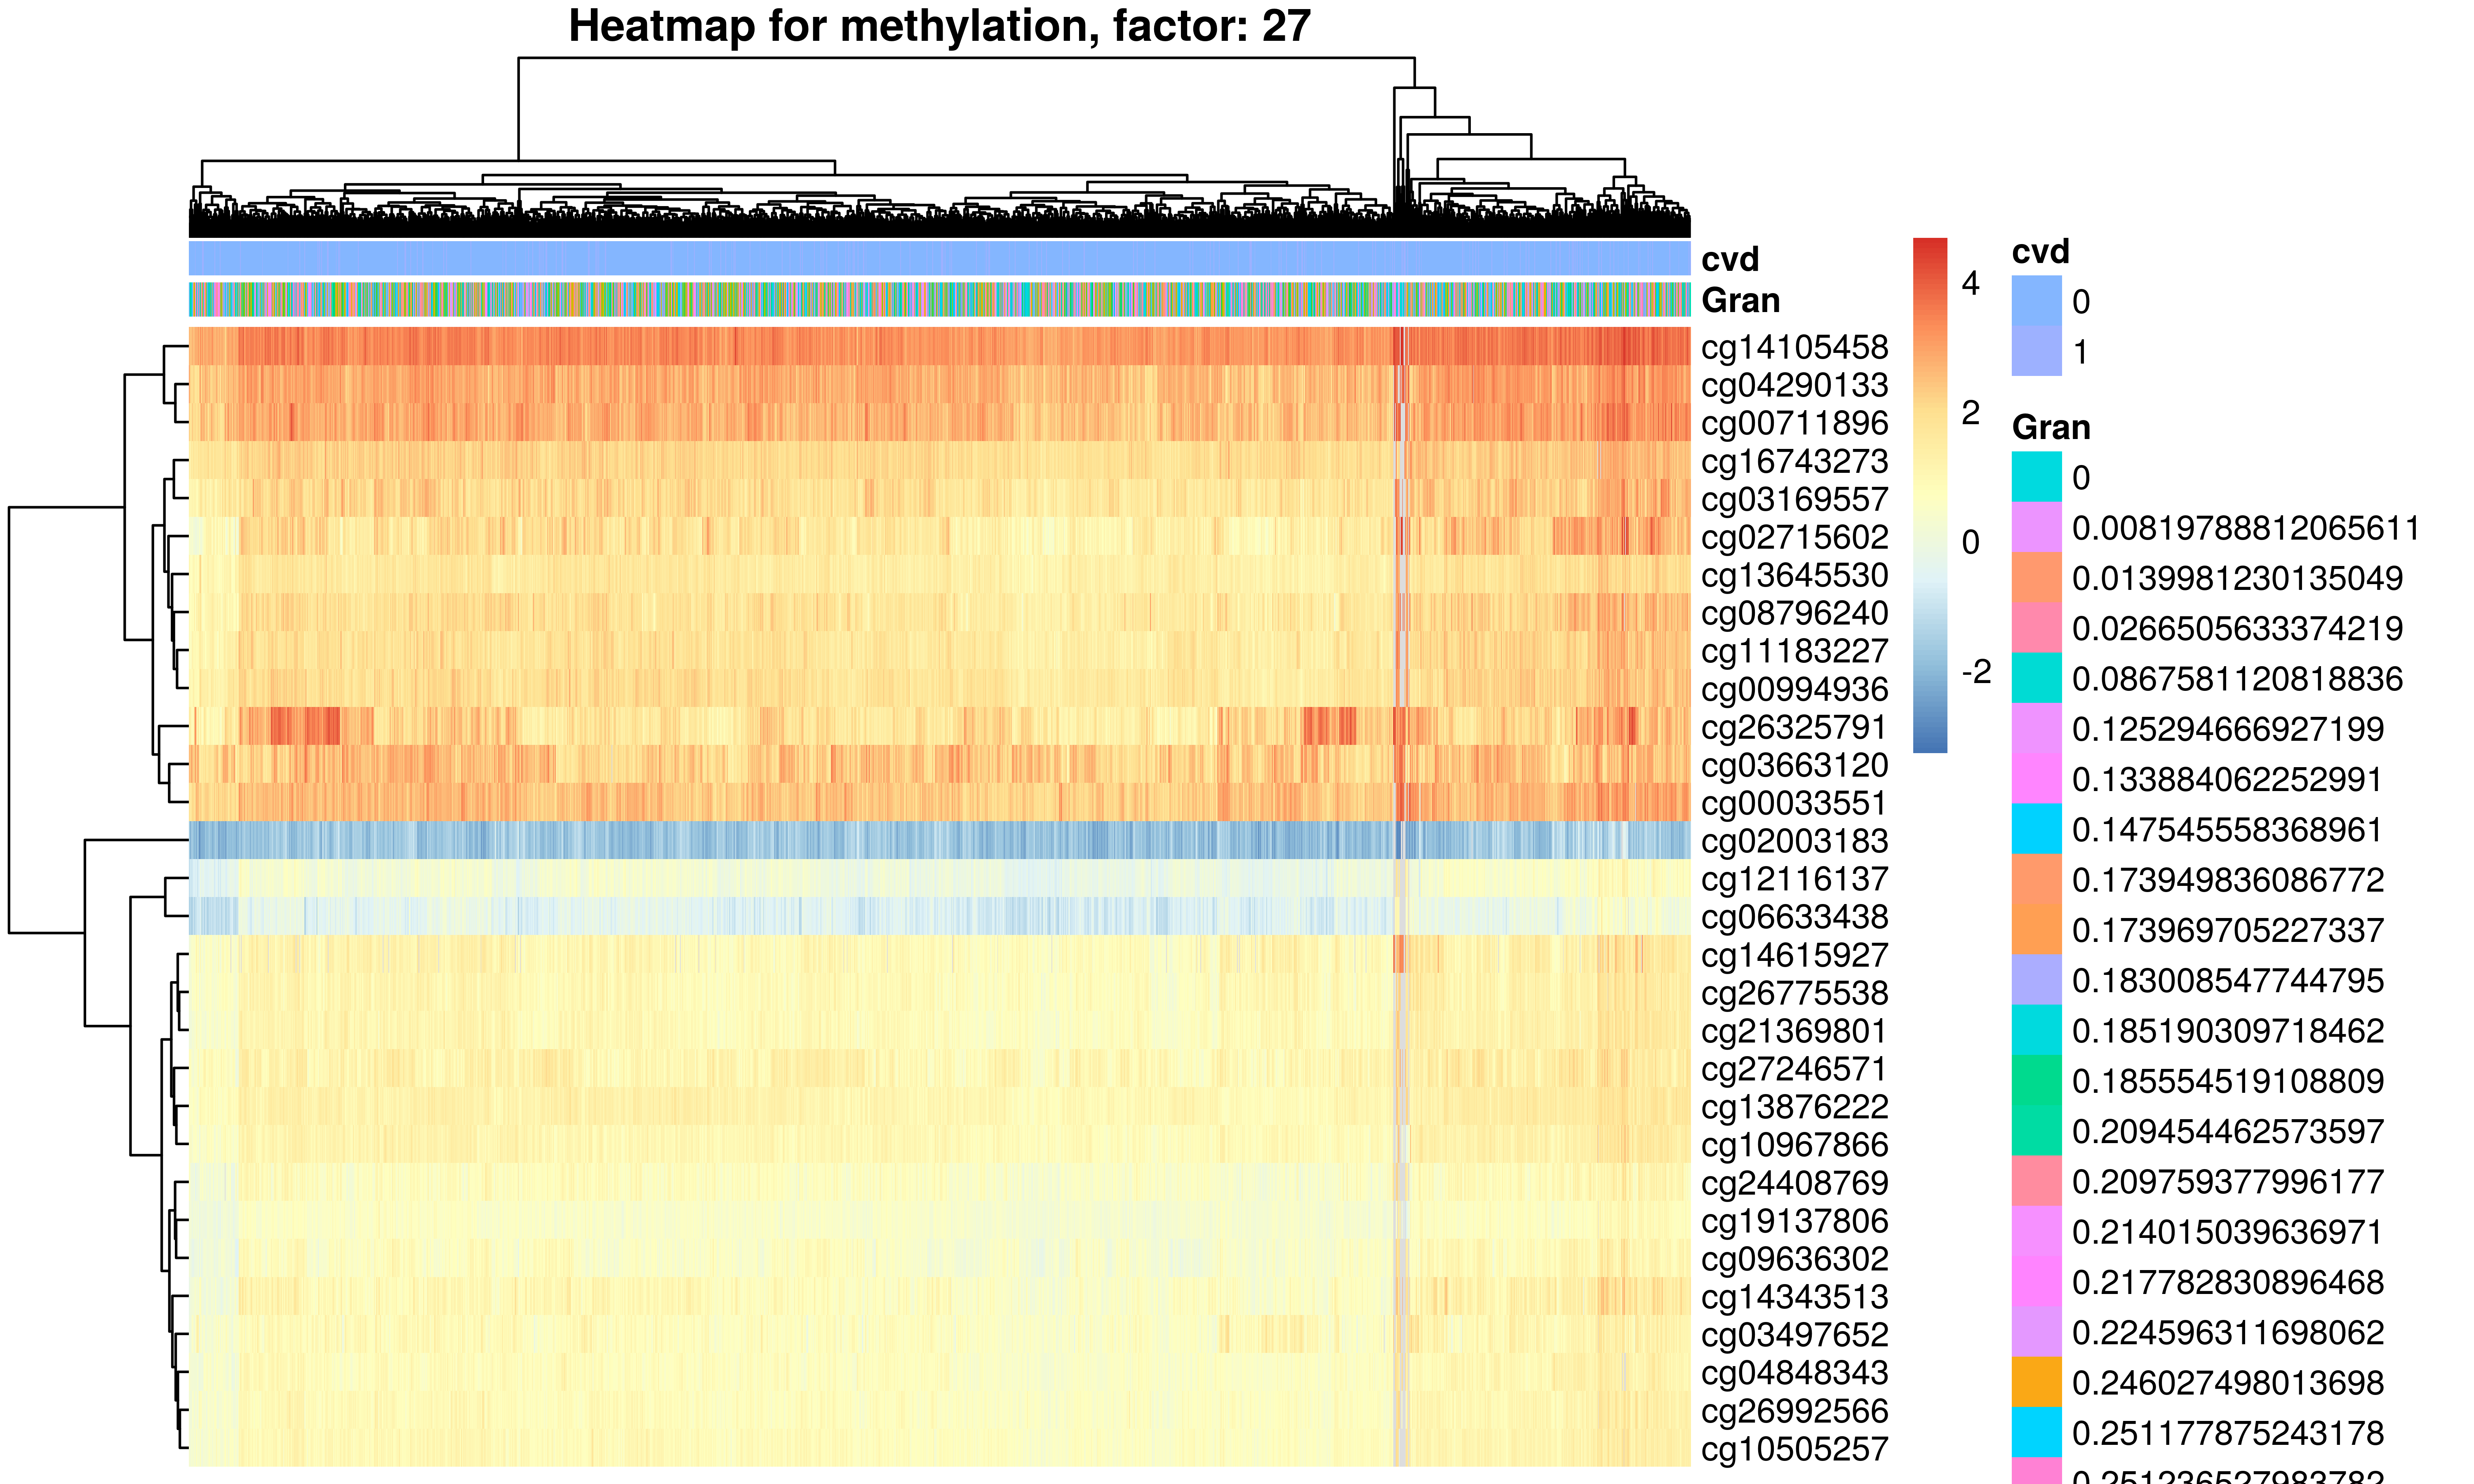 Heatmap for methylation, factor: 27
cvd
Gran
cg14105458
cg04290133
cg00711896
cg16743273
cg03169557
cg02715602
cg13645530
cg08796240
cg11183227
cg00994936
cg26325791
cg03663120
cg00033551
cg02003183
cg12116137
cg06633438
cg14615927
cg26775538
cg21369801
cg27246571
cg13876222
cg10967866
cg24408769
cg19137806
cg09636302
cg14343513
cg03497652
cg04848343
cg26992566
cg10505257
4
2
0
-2
cvd
0
1
Gran
0
0.00819788812065611
0.0139981230135049
0.0266505633374219
0.0867581120818836
0.125294666927199
0.133884062252991
0.147545558368961
0.173949836086772
0.173969705227337
0.183008547744795
0.185190309718462
0.185554519108809
0.209454462573597
0.209759377996177
0.214015039636971
0.217782830896468
0.224596311698062
0.246027498013698
0.251177875243178
0.251236527983782